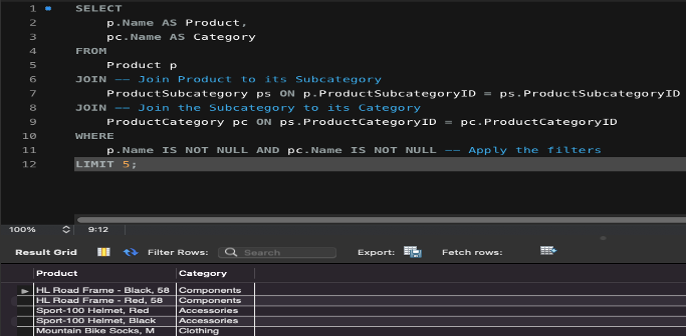 1 SELECT
2 p.Name AS Product,
3 pc.Name AS Category
4 FROM
5 Product p
6 JOIN -- Join Product to its Subcategory
7 ProductSubcategory ps ON p.ProductSubcategoryID = ps.ProductSubcategoryID
8 JOIN -- Join the Subcategory to its Category
9 ProductCategory pc ON ps.ProductCategoryID = pc.ProductCategoryID
10 WHERE
11 p.Name IS NOT NULL AND pc.Name IS NOT NULL -- Apply the filters
12 LIMIT 5;
100% 9:12
Result Grid Filter Rows: Search Export: Fetch rows:
Product Category
HL Road Frame - Black, 58 Components
HL Road Frame - Red, 58 Components
Sport-100 Helmet, Red Accessories
Sport-100 Helmet, Black Accessories
Mountain Bike Socks, M Clothing